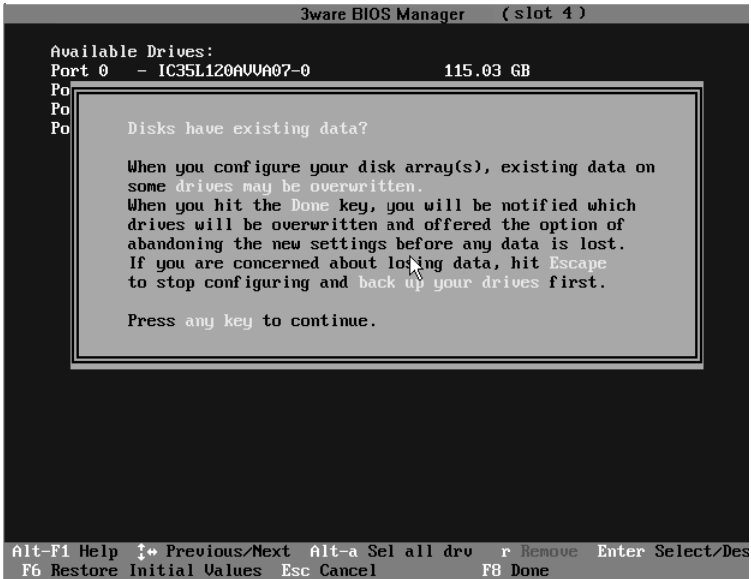 3ware BIOS Manager (slot 4)
Available Drives:
Port 0 - IC35L120AVVA07-0 115.03 GB
Po
Po
Po
Disks have existing data?
When you configure your disk array(s), existing data on
some drives may be overwritten.
When you hit the Done key, you will be notified which
drives will be overwritten and offered the option of
abandoning the new settings before any data is lost.
If you are concerned about losing data, hit Escape
to stop configuring and back up your drives first.
Press any key to continue.
Alt-F1 Help ↕↔ Previous/Next Alt-a Sel all drv r Remove Enter Select/Des
F6 Restore Initial Values Esc Cancel F8 Done